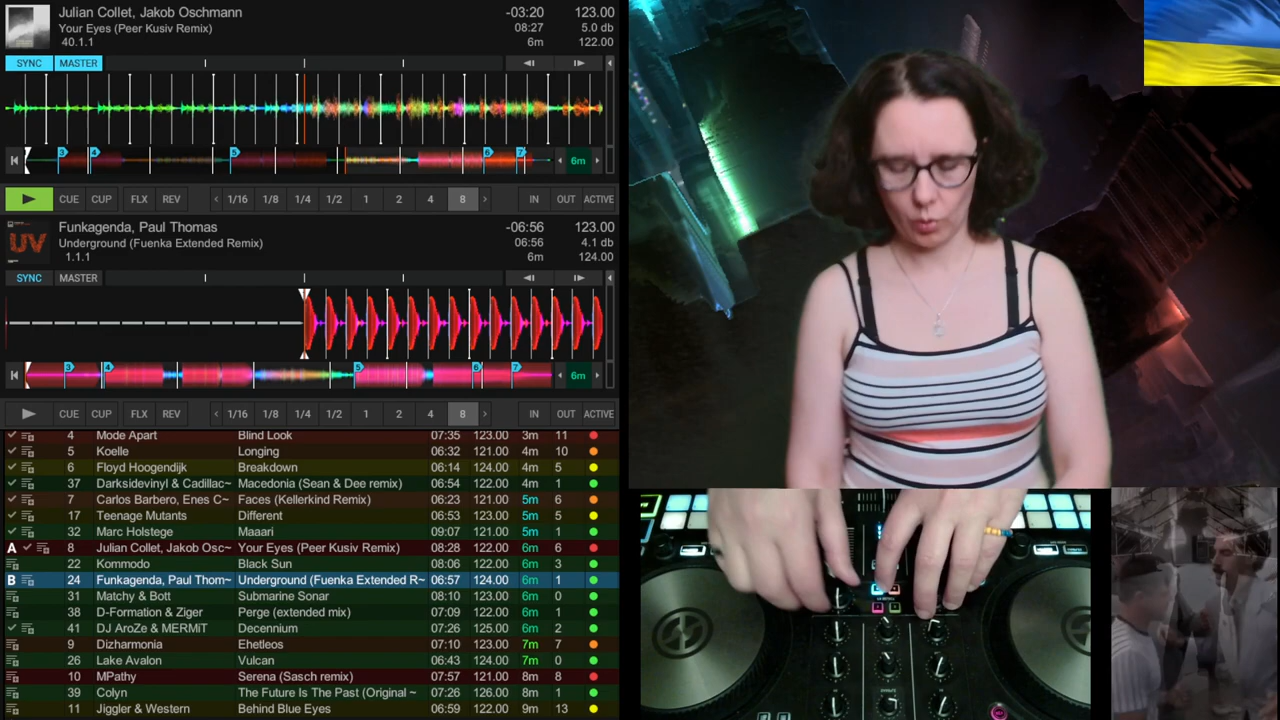 Julian Collet, Jakob Oschmann -03:20 123.00
Your Eyes (Peer Kusiv Remix) 08:27 5.0 db
40.1.1 6m 122.00
SYNC MASTER
3 4 5 6 7 6m
CUE CUP FLX REV 1/16 1/8 1/4 1/2 1 2 4 8 IN OUT ACTIVE
UV Funkagenda, Paul Thomas -06:56 123.00
Underground (Fuenka Extended Remix) 06:56 4.1 db
1.1.1 6m 124.00
SYNC MASTER
3 4 5 6 7 6m
CUE CUP FLX REV 1/16 1/8 1/4 1/2 1 2 4 8 IN OUT ACTIVE
4 Mode Apart Blind Look 07:35 123.00 3m 11
5 Koelle Longing 06:32 121.00 4m 10
6 Floyd Hoogendijk Breakdown 06:14 124.00 4m 5
37 Darksidevinyl & Cadillac~ Macedonia (Sean & Dee remix) 06:54 122.00 4m 1
7 Carlos Barbero, Enes C~ Faces (Kellerkind Remix) 06:23 121.00 5m 6
17 Teenage Mutants Different 06:53 123.00 5m 5
32 Marc Holstege Maaari 09:07 121.00 5m 1
A 8 Julian Collet, Jakob Osc~ Your Eyes (Peer Kusiv Remix) 08:28 122.00 6m 6
22 Kommodo Black Sun 08:06 122.00 6m 3
B 24 Funkagenda, Paul Thom~ Underground (Fuenka Extended R~ 06:57 124.00 6m 1
31 Matchy & Bott Submarine Sonar 08:10 123.00 6m 0
38 D-Formation & Ziger Perge (extended mix) 07:09 122.00 6m 1
41 DJ AroZe & MERMiT Decennium 07:26 125.00 6m 2
9 Dizharmonia Ehetleos 07:10 123.00 7m 7
26 Lake Avalon Vulcan 06:43 124.00 7m 0
10 MPathy Serena (Sasch remix) 07:57 121.00 8m 8
39 Colyn The Future Is The Past (Original ~ 07:26 126.00 8m 1
11 Jiggler & Western Behind Blue Eyes 06:59 122.00 9m 13